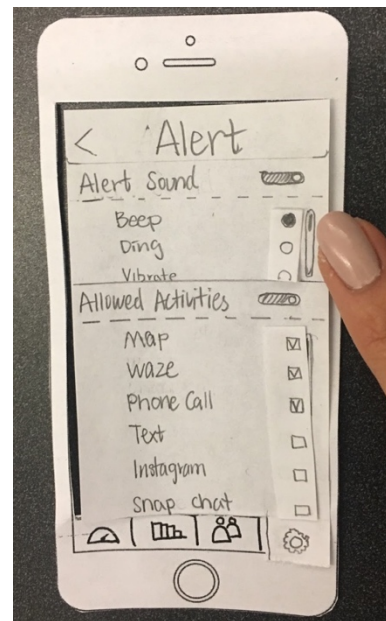 < Alert
Alert Sound
Beep
Ding
Vibrate
Allowed Activities
Map
Waze
Phone Call
Text
Instagram
Snap chat